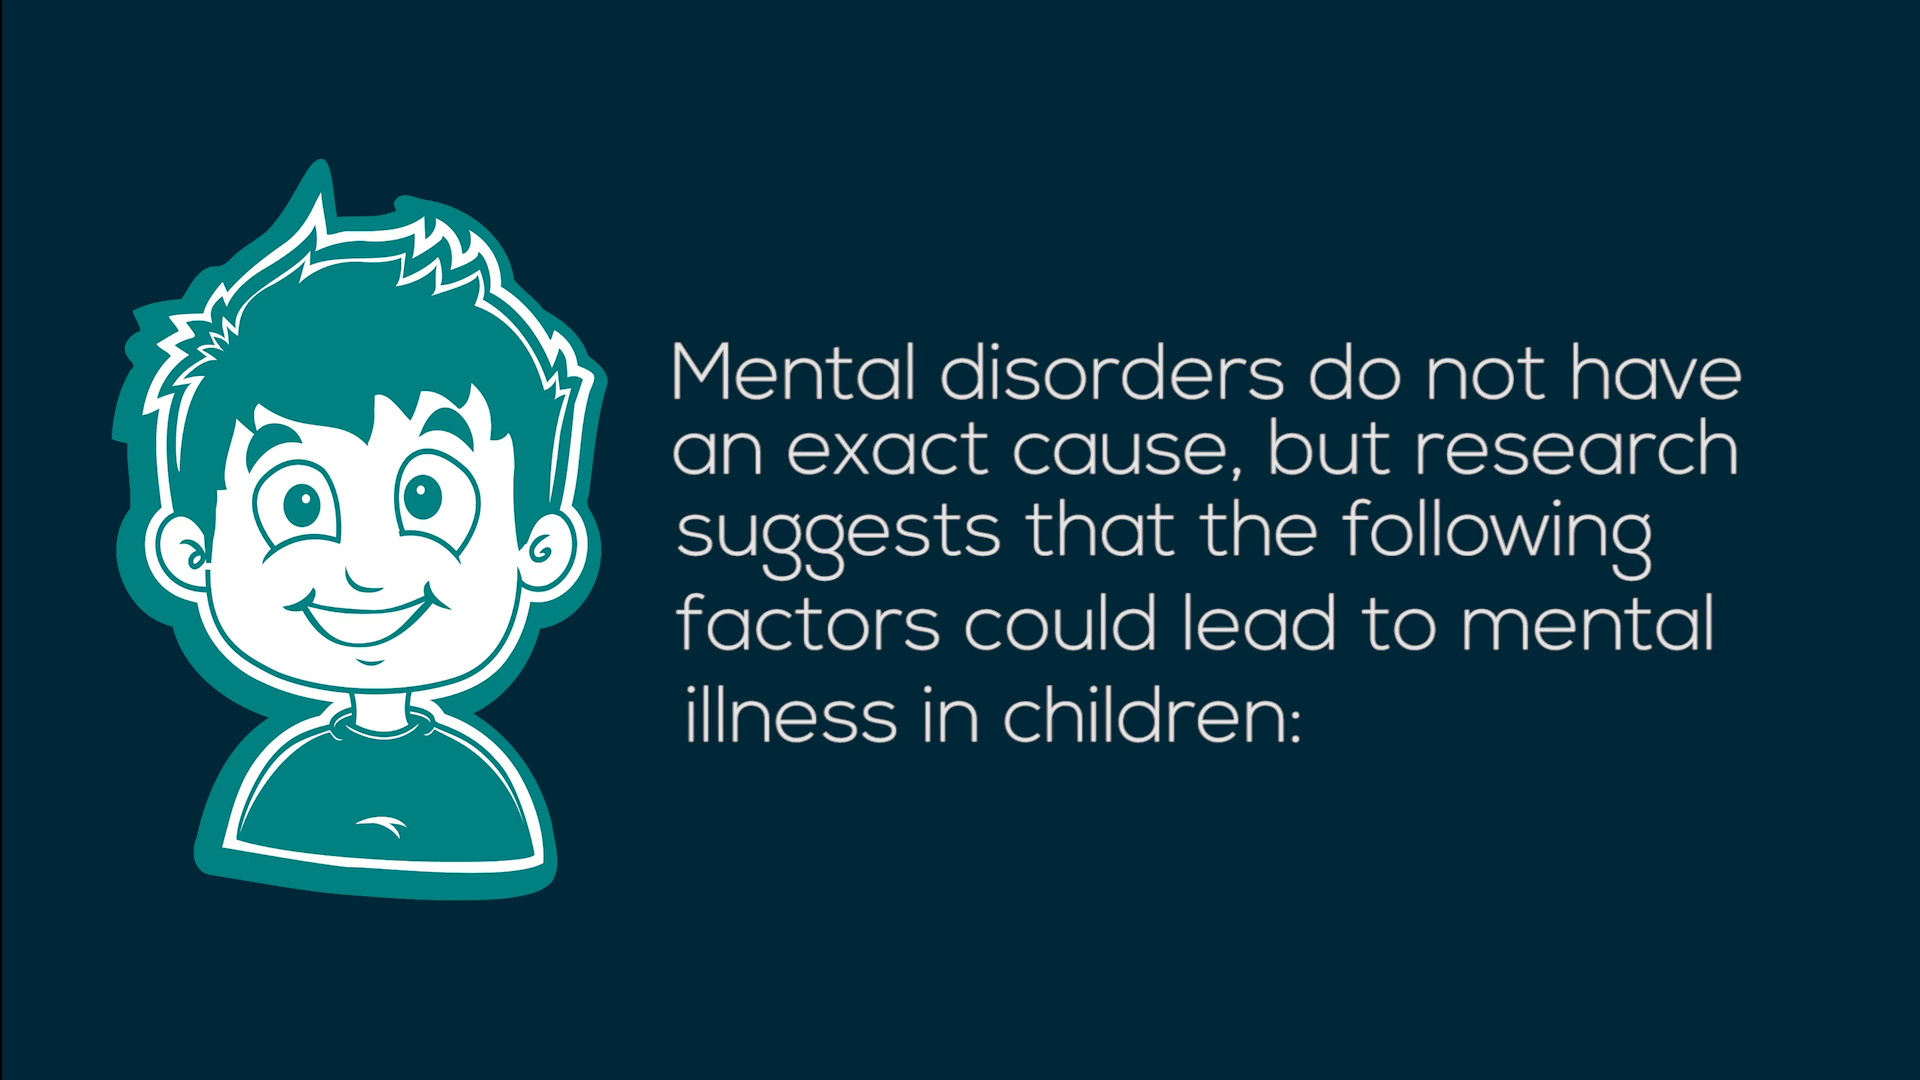 Mental disorders do not have
an exact cause, but research
suggests that the following
factors could lead to mental
illness in children: